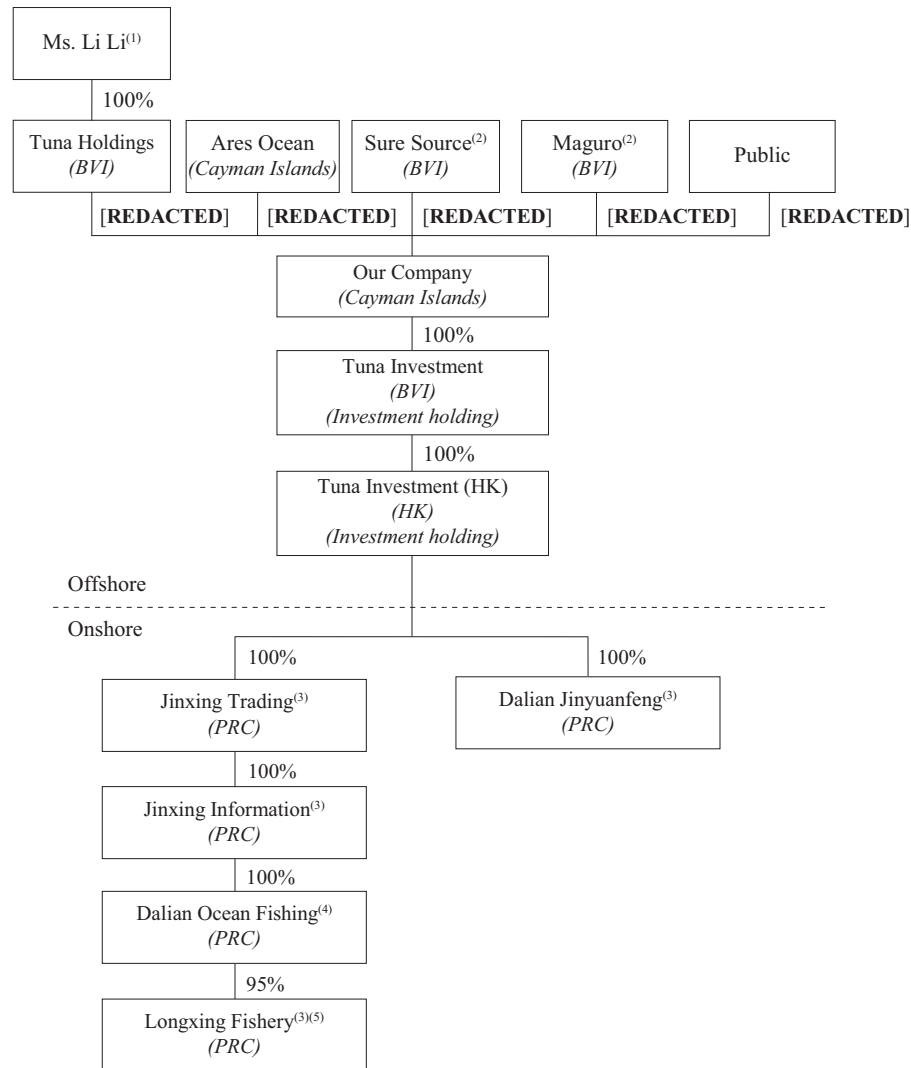 Ms. Li Li(1)
100%
Tuna Holdings
(BVI)
Ares Ocean
(Cayman Islands)
Sure Source(2)
(BVI)
Maguro(2)
(BVI)
Public
[REDACTED] [REDACTED] [REDACTED] [REDACTED] [REDACTED]
Our Company
(Cayman Islands)
100%
Tuna Investment
(BVI)
(Investment holding)
100%
Tuna Investment (HK)
(HK)
(Investment holding)
Offshore
Onshore
100% 100%
Jinxing Trading(3)
(PRC)
Dalian Jinyuanfeng(3)
(PRC)
100%
Jinxing Information(3)
(PRC)
100%
Dalian Ocean Fishing(4)
(PRC)
95%
Longxing Fishery(3)(5)
(PRC)